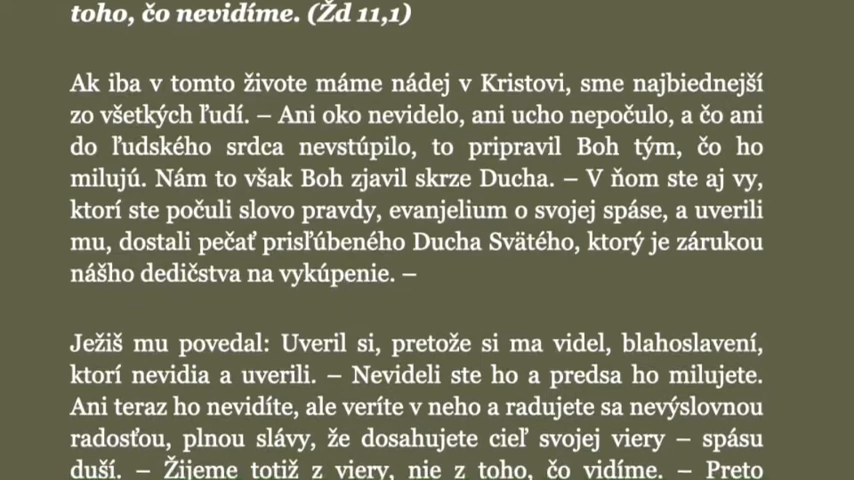 toho, čo nevidíme. (Žd 11,1)
Ak iba v tomto živote máme nádej v Kristovi, sme najbiednejší
zo všetkých ľudí. – Ani oko nevidelo, ani ucho nepočulo, a čo ani
do ľudského srdca nevstúpilo, to pripravil Boh tým, čo ho
milujú. Nám to však Boh zjavil skrze Ducha. – V ňom ste aj vy,
ktorí ste počuli slovo pravdy, evanjelium o svojej spáse, a uverili
mu, dostali pečať prisľúbeného Ducha Svätého, ktorý je zárukou
nášho dedičstva na vykúpenie. –
Ježiš mu povedal: Uveril si, pretože si ma videl, blahoslavení,
ktorí nevidia a uverili. – Nevideli ste ho a predsa ho milujete.
Ani teraz ho nevidíte, ale veríte v neho a radujete sa nevýslovnou
radosťou, plnou slávy, že dosahujete cieľ svojej viery – spásu
duší. – Žijeme totiž z viery, nie z toho, čo vidíme. – Preto